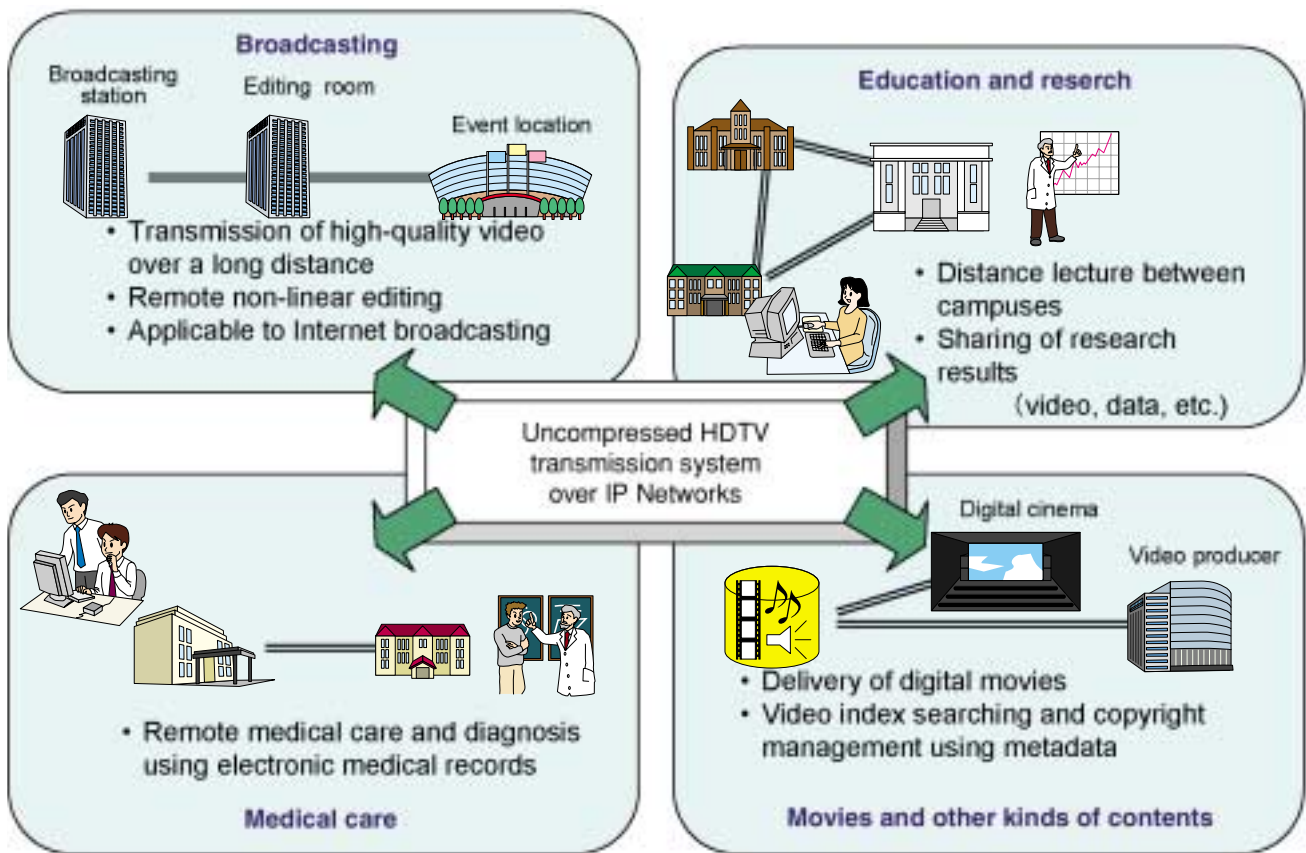 Broadcasting
Broadcasting
station
Editing room
Event location
• Transmission of high-quality video
over a long distance
• Remote non-linear editing
• Applicable to Internet broadcasting
Education and reserch
• Distance lecture between
campuses
• Sharing of research
results
(video, data, etc.)
Uncompressed HDTV
transmission system
over IP Networks
• Remote medical care and diagnosis
using electronic medical records
Medical care
Digital cinema
Video producer
• Delivery of digital movies
• Video index searching and copyright
management using metadata
Movies and other kinds of contents